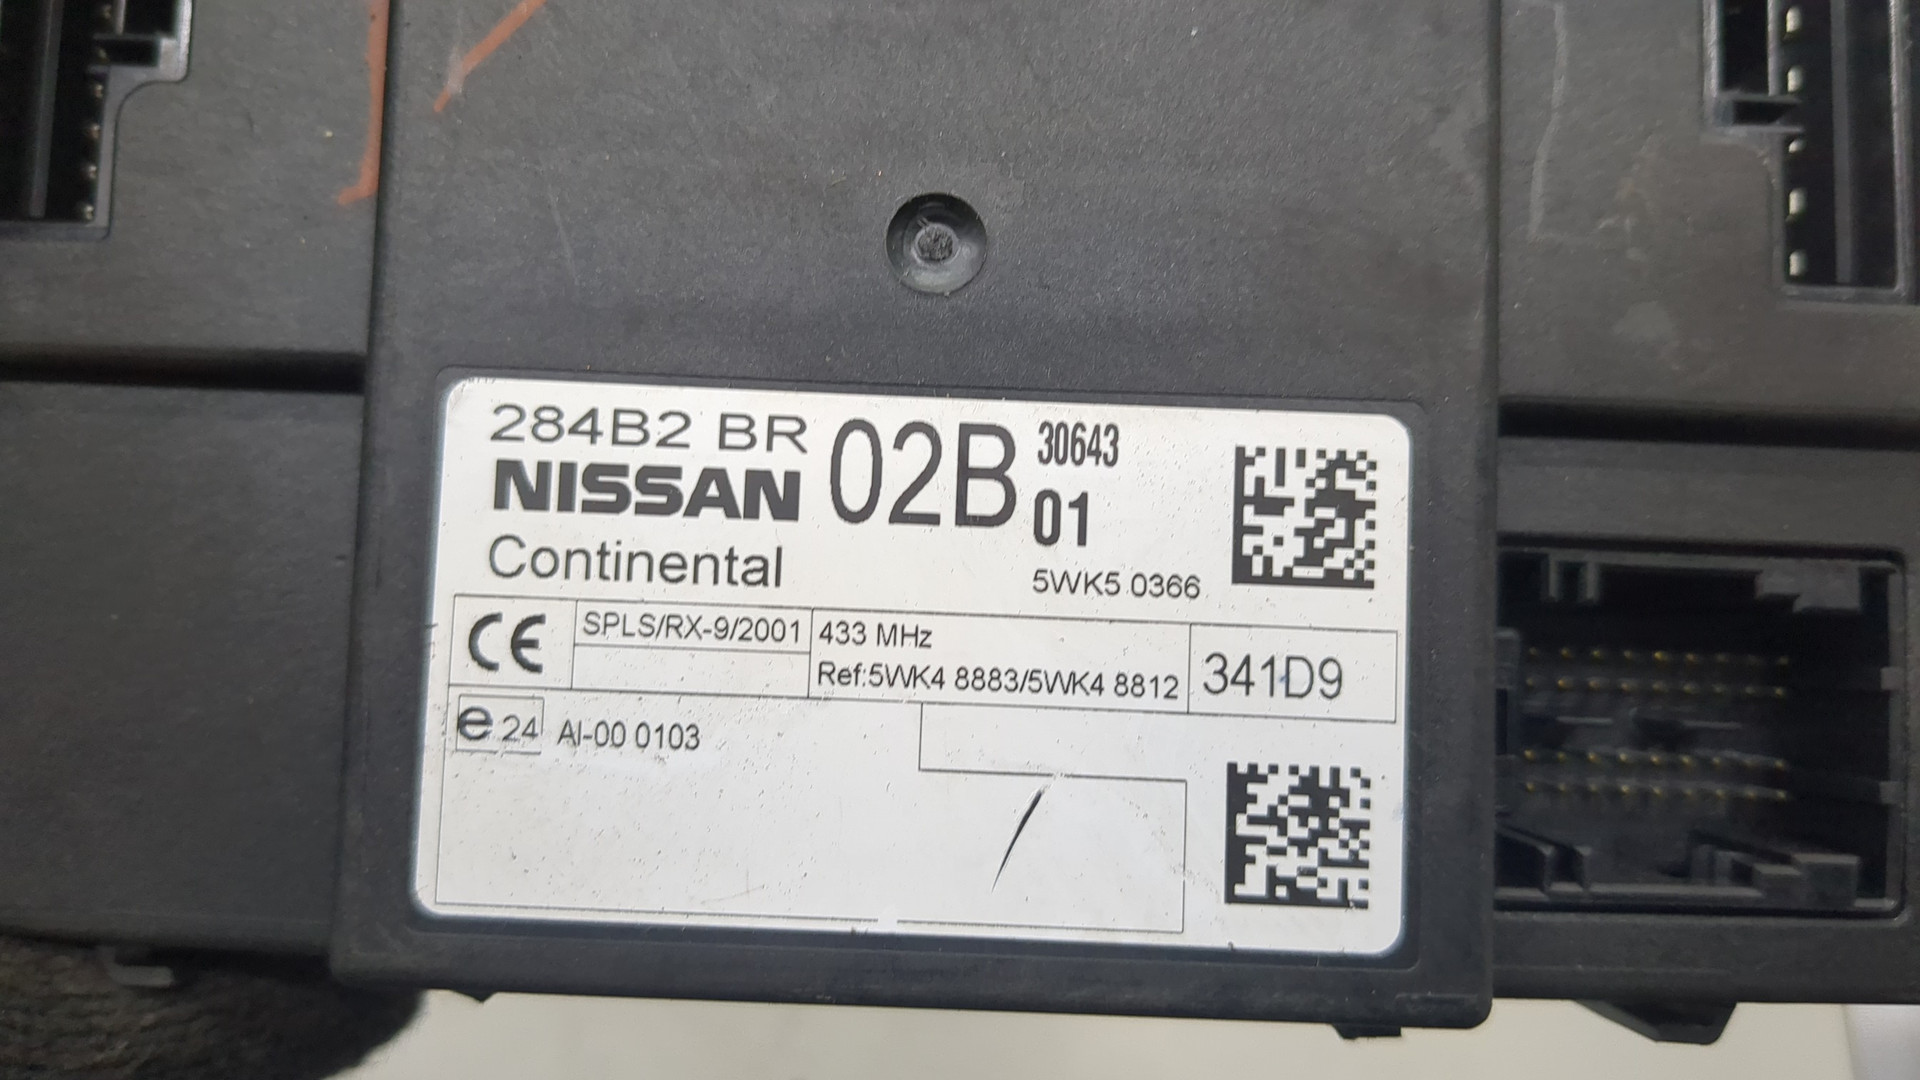 284B2 BR 02B 30643
NISSAN 01
Continental 5WK5 0366
CE SPLS/RX-9/2001 433 MHz
Ref:5WK4 8883/5WK4 8812 341D9
e24 AI-00 0103